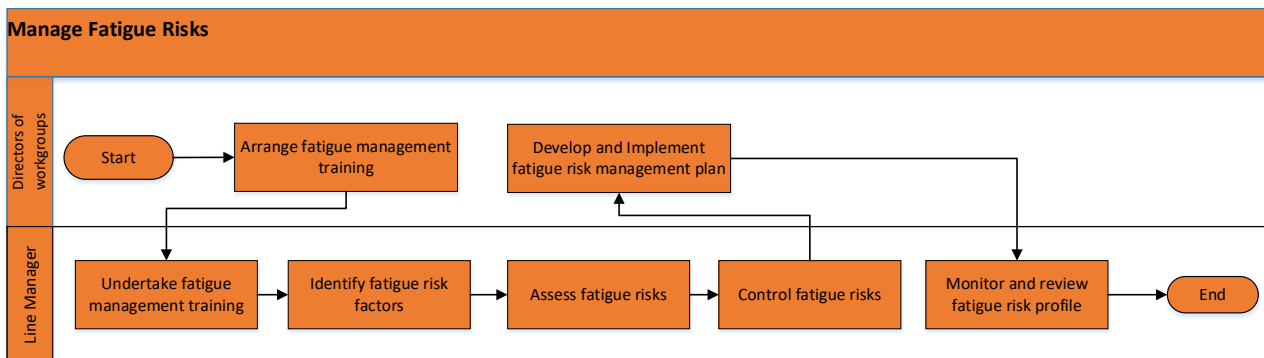 Manage Fatigue Risks
Directors of
workgroups
Start
Arrange fatigue management
training
Develop and Implement
fatigue risk management plan
Line Manager
Undertake fatigue
management training
Identify fatigue risk
factors
Assess fatigue risks
Control fatigue risks
Monitor and review
fatigue risk profile
End